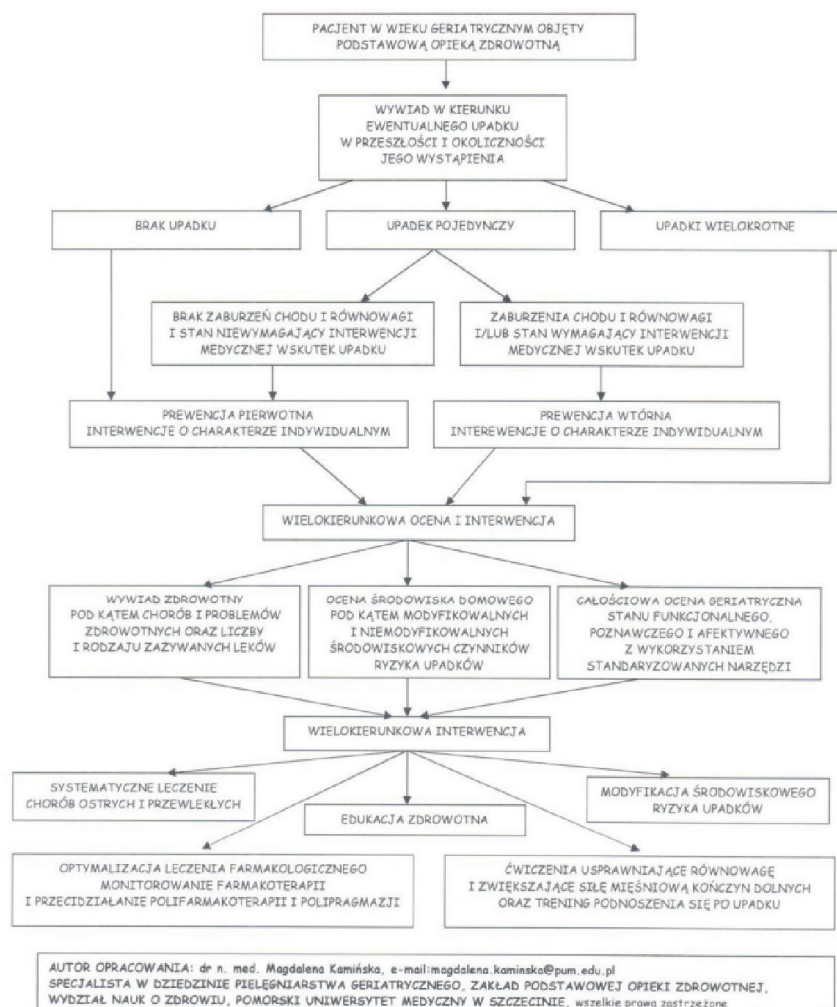 PACJENT W WIEKU GERIATRYCZNYM OBJĘTY
PODSTAWOWĄ OPIEKĄ ZDROWOTNĄ
WYWIAD W KIERUNKU
EWENTUALNEGO UPADKU
W PRZESZŁOŚCI I OKOLICZNOŚCI
JEGO WYSTĄPIENIA
BRAK UPADKU
UPADEK POJEDYNCZY
UPADKI WIELOKROTNE
BRAK ZABURZEŃ CHODU I RÓWNOWAGI
I STAN NIEWYMAGAJĄCY INTERWENCJI
MEDYCZNEJ WSKUTEK UPADKU
ZABURZENIA CHODU I RÓWNOWAGI
I/LUB STAN WYMAGAJĄCY INTERWENCJI
MEDYCZNEJ WSKUTEK UPADKU
PREWENCJA PIERWOTNA
INTERWENCJE O CHARAKTERZE INDYWIDUALNYM
PREWENCJA WTÓRNA
INTEREWENCJE O CHARAKTERZE INDYWIDUALNYM
WIELOKIERUNKOWA OCENA I INTERWENCJA
WYWIAD ZDROWOTNY
POD KĄTEM CHORÓB I PROBLEMÓW
ZDROWOTNYCH ORAZ LICZBY
I RODZAJU ZAŻYWANYCH LEKÓW
OCENA ŚRODOWISKA DOMOWEGO
POD KĄTEM MODYFIKOWALNYCH
I NIEMODYFIKOWALNYCH
ŚRODOWISKOWYCH CZYNNIKÓW
RYZYKA UPADKÓW
CAŁOŚCIOWA OCENA GERIATRYCZNA
STANU FUNKCJONALNEGO,
POZNAWCZEGO I AFEKTYWNEGO
Z WYKORZYSTANIEM
STANDARYZOWANYCH NARZĘDZI
WIELOKIERUNKOWA INTERWENCJA
SYSTEMATYCZNE LECZENIE
CHORÓB OSTRYCH I PRZEWLEKŁYCH
EDUKACJA ZDROWOTNA
MODYFIKACJA ŚRODOWISKOWEGO
RYZYKA UPADKÓW
OPTYMALIZACJA LECZENIA FARMAKOLOGICZNEGO
MONITOROWANIE FARMAKOTERAPII
I PRZECIDZIAŁANIE POLIFARMAKOTERAPII I POLIPRAGMAZJI
ĆWICZENIA USPRAWNIAJĄCE RÓWNOWAGĘ
I ZWIĘKSZAJĄCE SIŁĘ MIĘŚNIOWĄ KOŃCZYN DOLNYCH
ORAZ TRENING PODNOSZENIA SIĘ PO UPADKU
AUTOR OPRACOWANIA: dr n. med. Magdalena Kamińska, e-mail:magdalena.kaminska@pum.edu.pl
SPECJALISTA W DZIEDZINIE PIELĘGNIARSTWA GERIATRYCZNEGO, ZAKŁAD PODSTAWOWEJ OPIEKI ZDROWOTNEJ,
WYDZIAŁ NAUK O ZDROWIU, POMORSKI UNIWERSYTET MEDYCZNY W SZCZECINIE, wszelkie prawa zastrzeżone